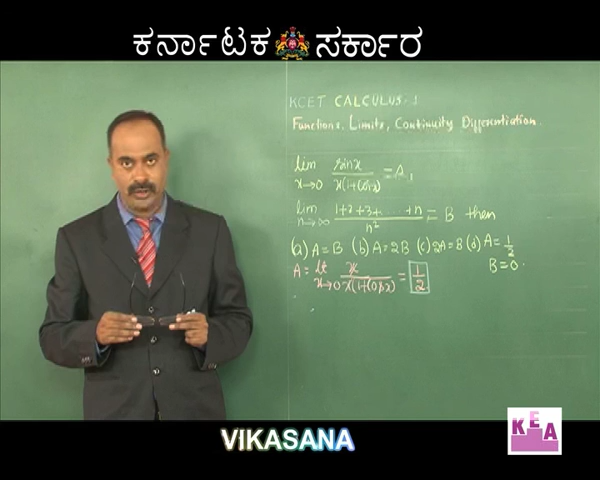 ಕರ್ನಾಟಕ ಸರ್ಕಾರ
KCET CALCULUS-1
Functions, Limits, Continuity Differentiation.
lim x→0 sinx / x(1+cosx) = A,
lim n→∞ 1+2+3+...+n / n² = B then
(a) A=B (b) A=2B (c) 2A=B (d) A=1/2
B=0.
A = Lt x→0 x / x(1+cosx) = 1/2
VIKASANA
KEA